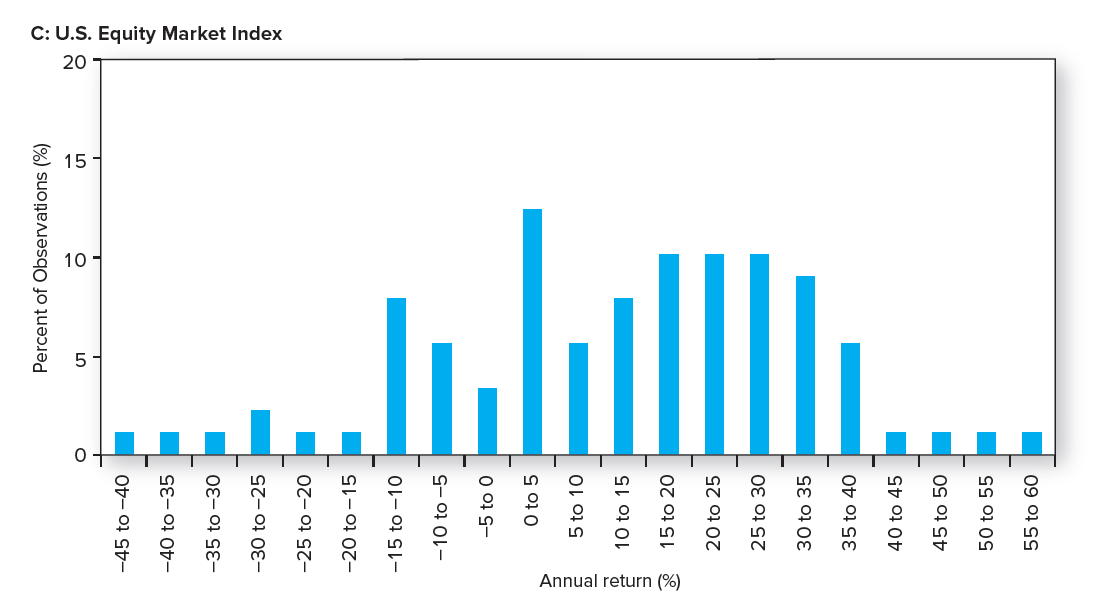 C: U.S. Equity Market Index
20
15
10
5
0
Percent of Observations (%)
−45 to −40
−40 to −35
−35 to −30
−30 to −25
−25 to −20
−20 to −15
−15 to −10
−10 to −5
−5 to 0
0 to 5
5 to 10
10 to 15
15 to 20
20 to 25
25 to 30
30 to 35
35 to 40
40 to 45
45 to 50
50 to 55
55 to 60
Annual return (%)